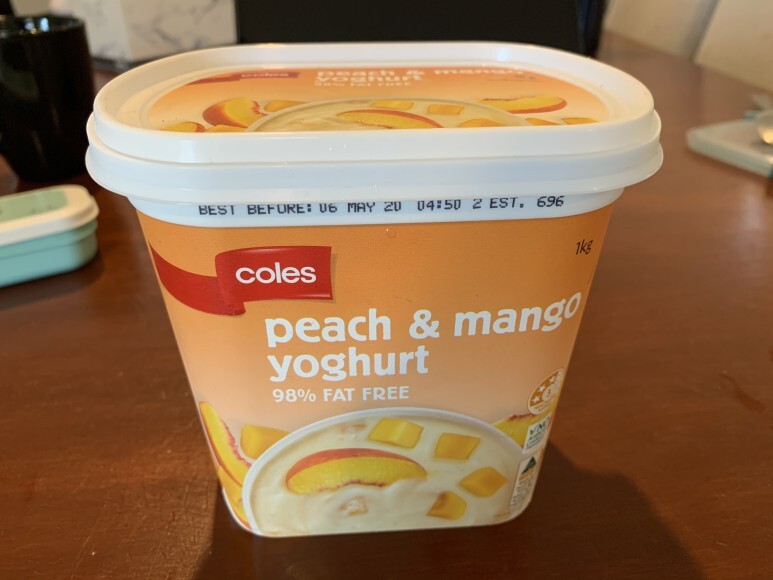 coles
peach & mango
yoghurt
98% FAT FREE
BEST BEFORE: 06 MAY 20 04:50 2 EST. 696
1kg
coles
peach & mango
yoghurt
98% FAT FREE